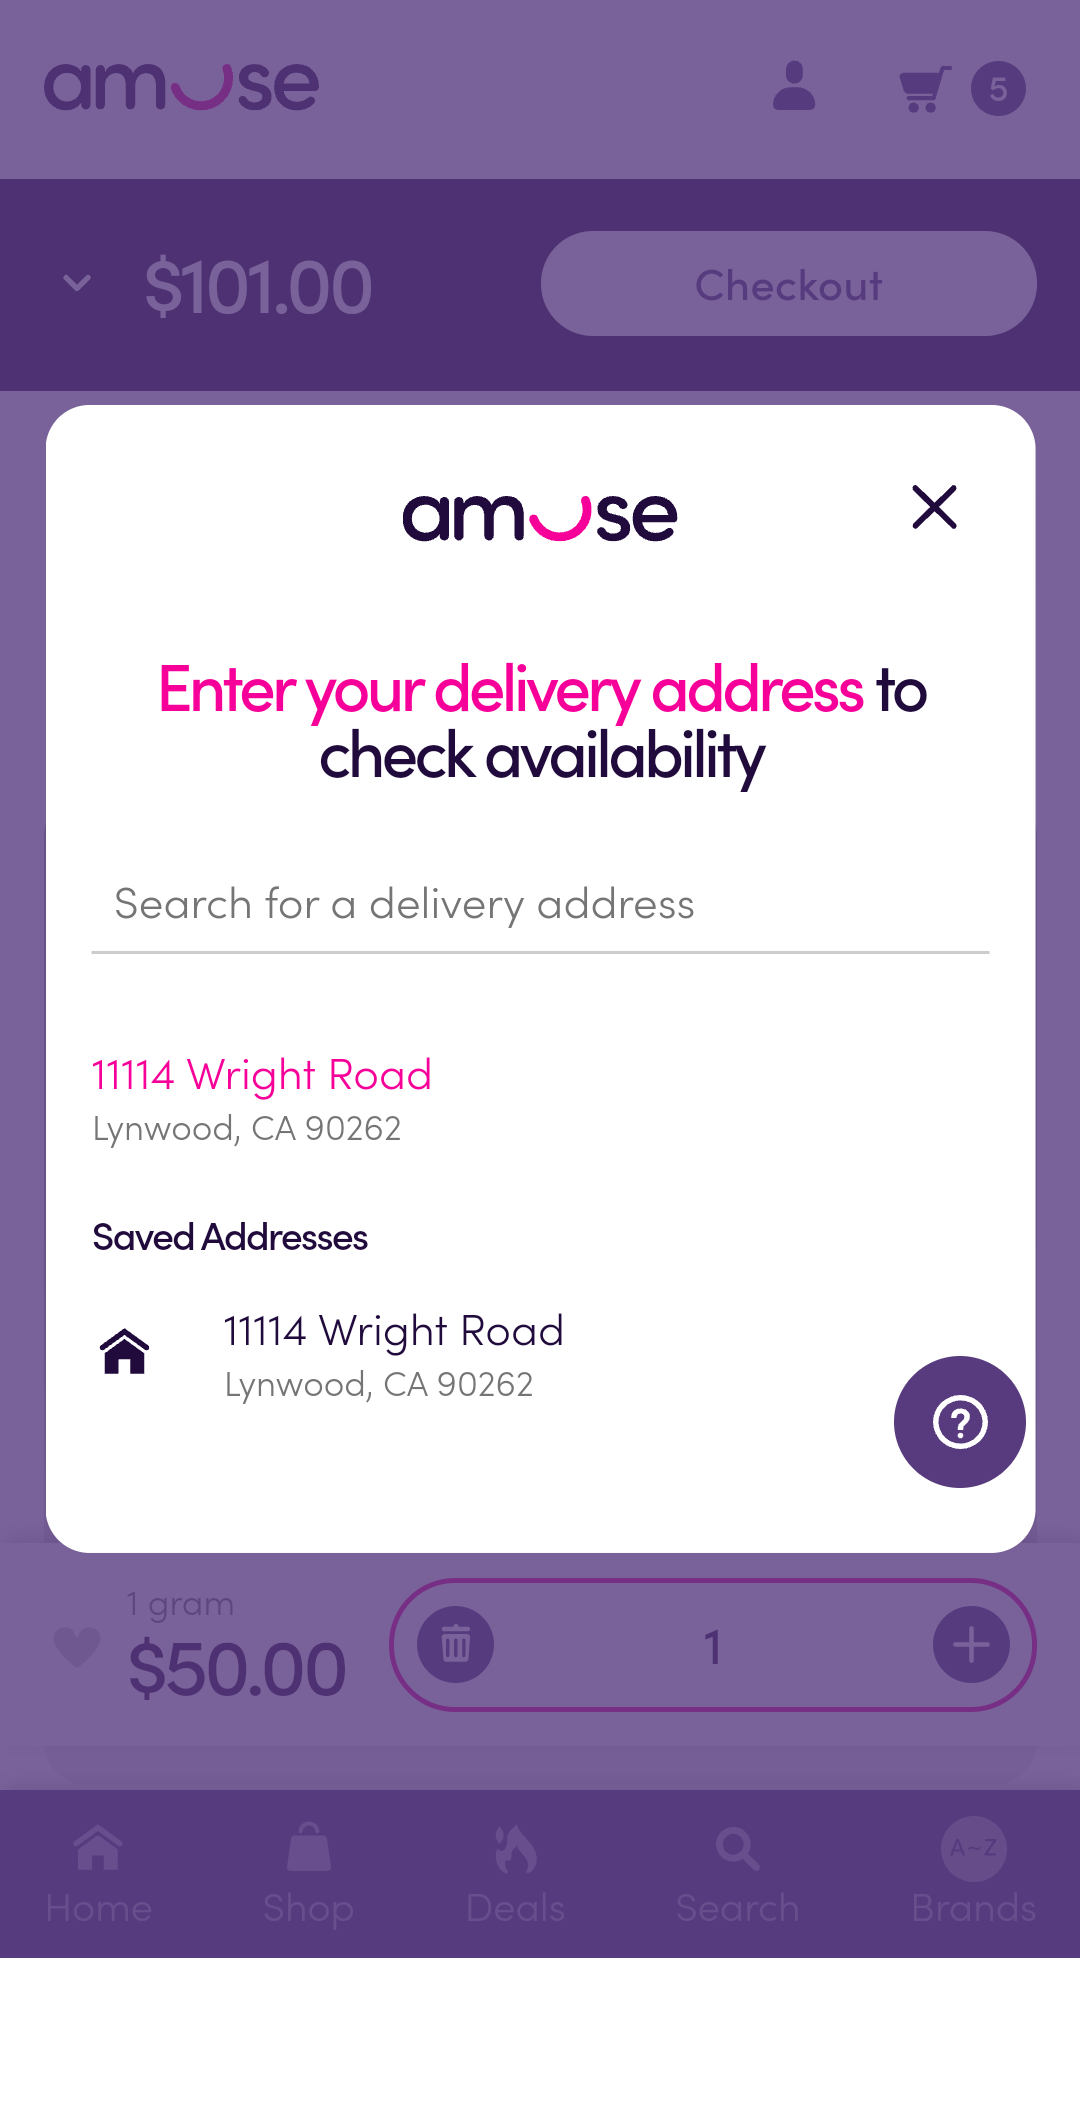 amuse
5
$101.00
Checkout
amuse
Enter your delivery address to
check availability
Search for a delivery address
11114 Wright Road
Lynwood, CA 90262
Saved Addresses
11114 Wright Road
Lynwood, CA 90262
?
1 gram
$50.00
1
A~Z
Home
Shop
Deals
Search
Brands